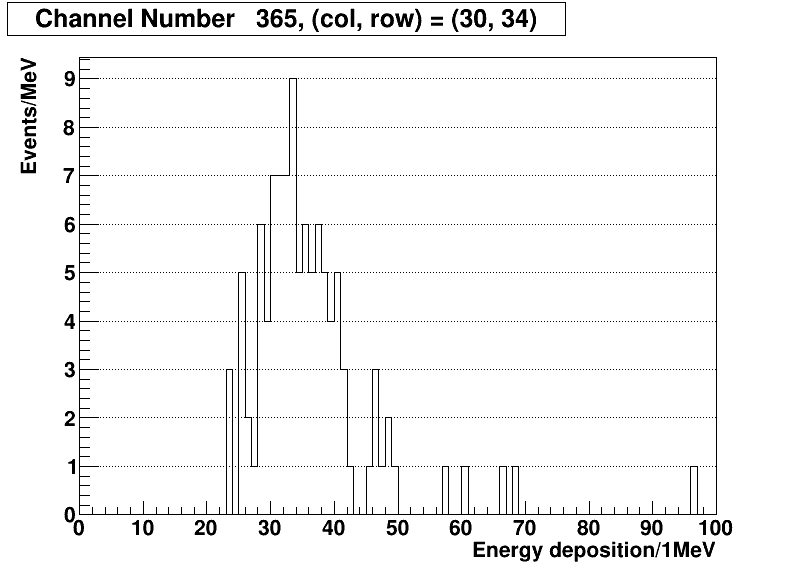 Channel Number 365, (col, row) = (30, 34)
Events/MeV
9
8
7
6
5
4
3
2
1
0
0 10 20 30 40 50 60 70 80 90 100
Energy deposition/1MeV